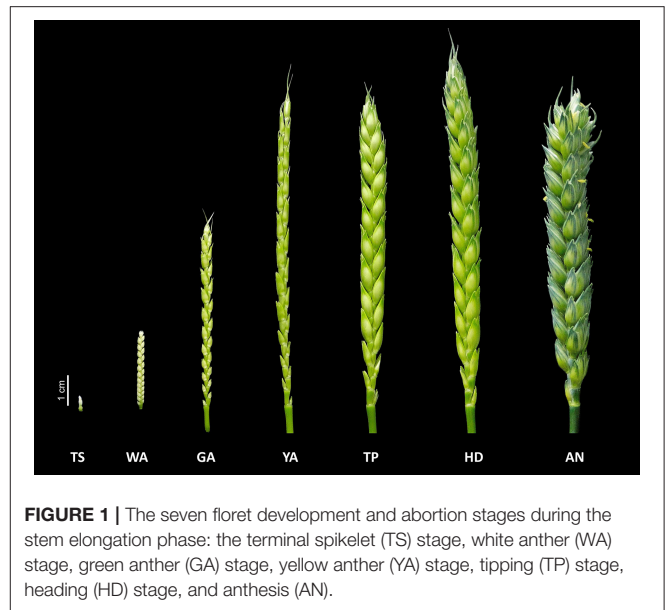 1 cm
TS WA GA YA TP HD AN
FIGURE 1 | The seven floret development and abortion stages during the
stem elongation phase: the terminal spikelet (TS) stage, white anther (WA)
stage, green anther (GA) stage, yellow anther (YA) stage, tipping (TP) stage,
heading (HD) stage, and anthesis (AN).